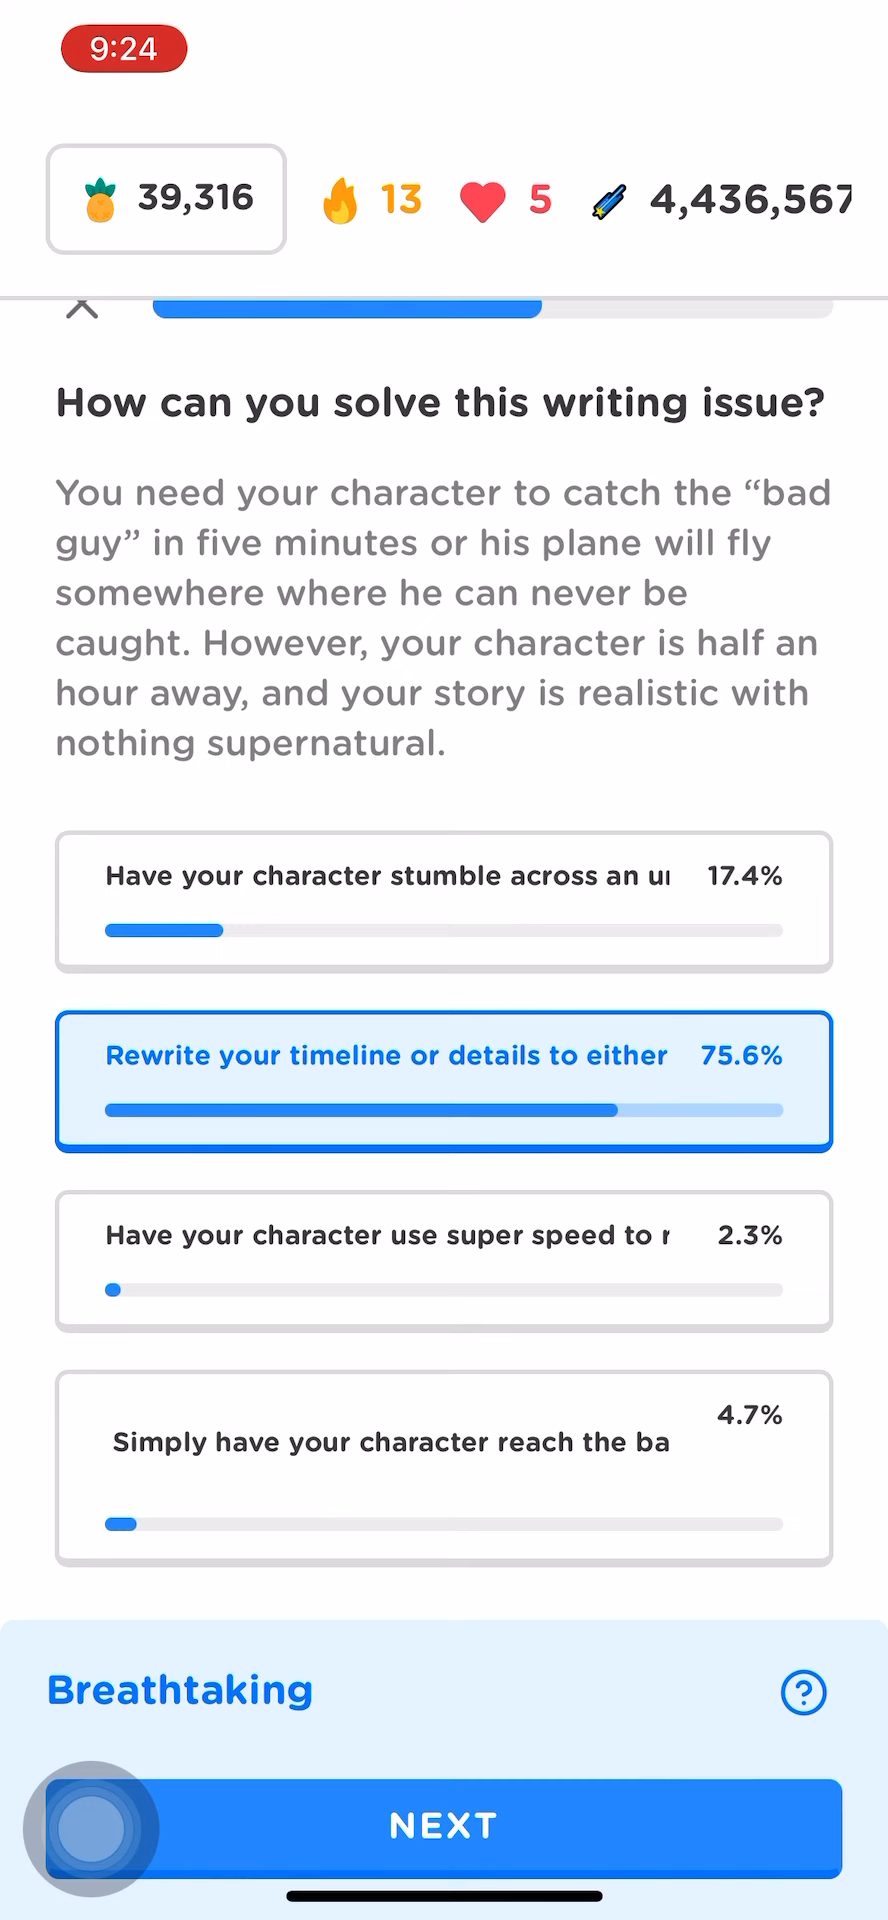 9:24
39,316 13 5 4,436,567
How can you solve this writing issue?
You need your character to catch the “bad
guy” in five minutes or his plane will fly
somewhere where he can never be
caught. However, your character is half an
hour away, and your story is realistic with
nothing supernatural.
Have your character stumble across an 17.4%
Rewrite your timeline or details to either 75.6%
Have your character use super speed to 2.3%
4.7%
Simply have your character reach the ba
Breathtaking
NEXT